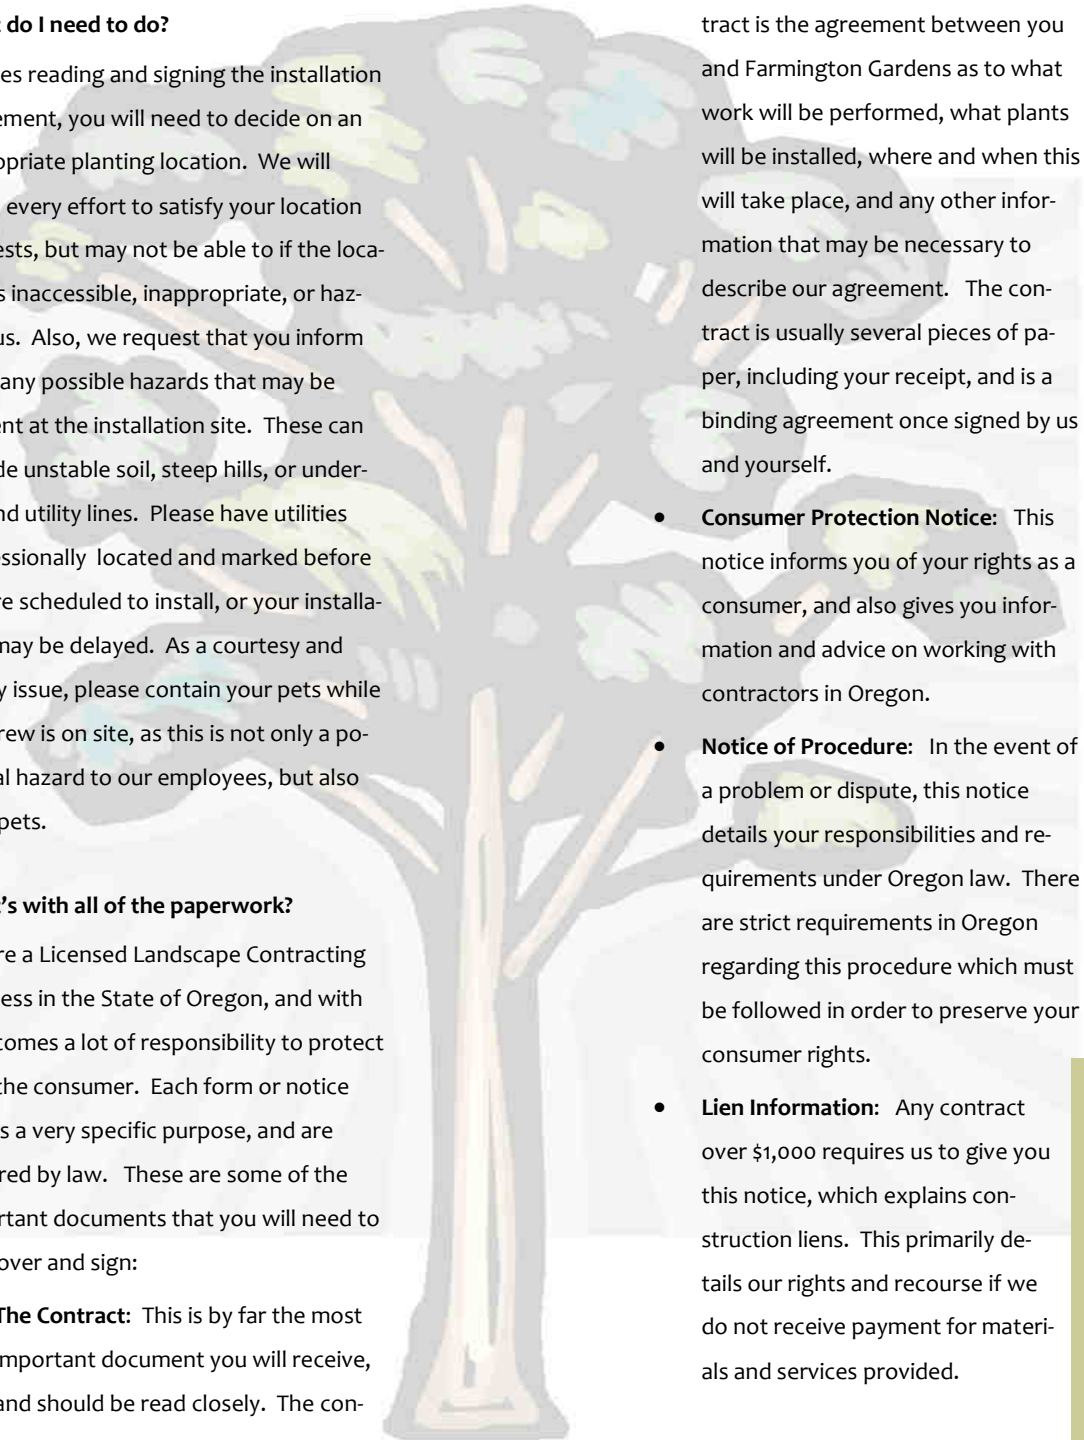 t do I need to do?
es reading and signing the installation
ement, you will need to decide on an
opriate planting location. We will
every effort to satisfy your location
ests, but may not be able to if the loca-
s inaccessible, inappropriate, or haz-
us. Also, we request that you inform
any possible hazards that may be
ent at the installation site. These can
de unstable soil, steep hills, or under-
nd utility lines. Please have utilities
essionally located and marked before
re scheduled to install, or your installa-
may be delayed. As a courtesy and
y issue, please contain your pets while
rew is on site, as this is not only a po-
al hazard to our employees, but also
pets.
t's with all of the paperwork?
re a Licensed Landscape Contracting
ess in the State of Oregon, and with
comes a lot of responsibility to protect
the consumer. Each form or notice
s a very specific purpose, and are
red by law. These are some of the
rtant documents that you will need to
over and sign:
The Contract: This is by far the most
important document you will receive,
and should be read closely. The con-
tract is the agreement between you
and Farmington Gardens as to what
work will be performed, what plants
will be installed, where and when this
will take place, and any other infor-
mation that may be necessary to
describe our agreement. The con-
tract is usually several pieces of pa-
per, including your receipt, and is a
binding agreement once signed by us
and yourself.
• Consumer Protection Notice: This
notice informs you of your rights as a
consumer, and also gives you infor-
mation and advice on working with
contractors in Oregon.
• Notice of Procedure: In the event of
a problem or dispute, this notice
details your responsibilities and re-
quirements under Oregon law. There
are strict requirements in Oregon
regarding this procedure which must
be followed in order to preserve your
consumer rights.
• Lien Information: Any contract
over $1,000 requires us to give you
this notice, which explains con-
struction liens. This primarily de-
tails our rights and recourse if we
do not receive payment for materi-
als and services provided.